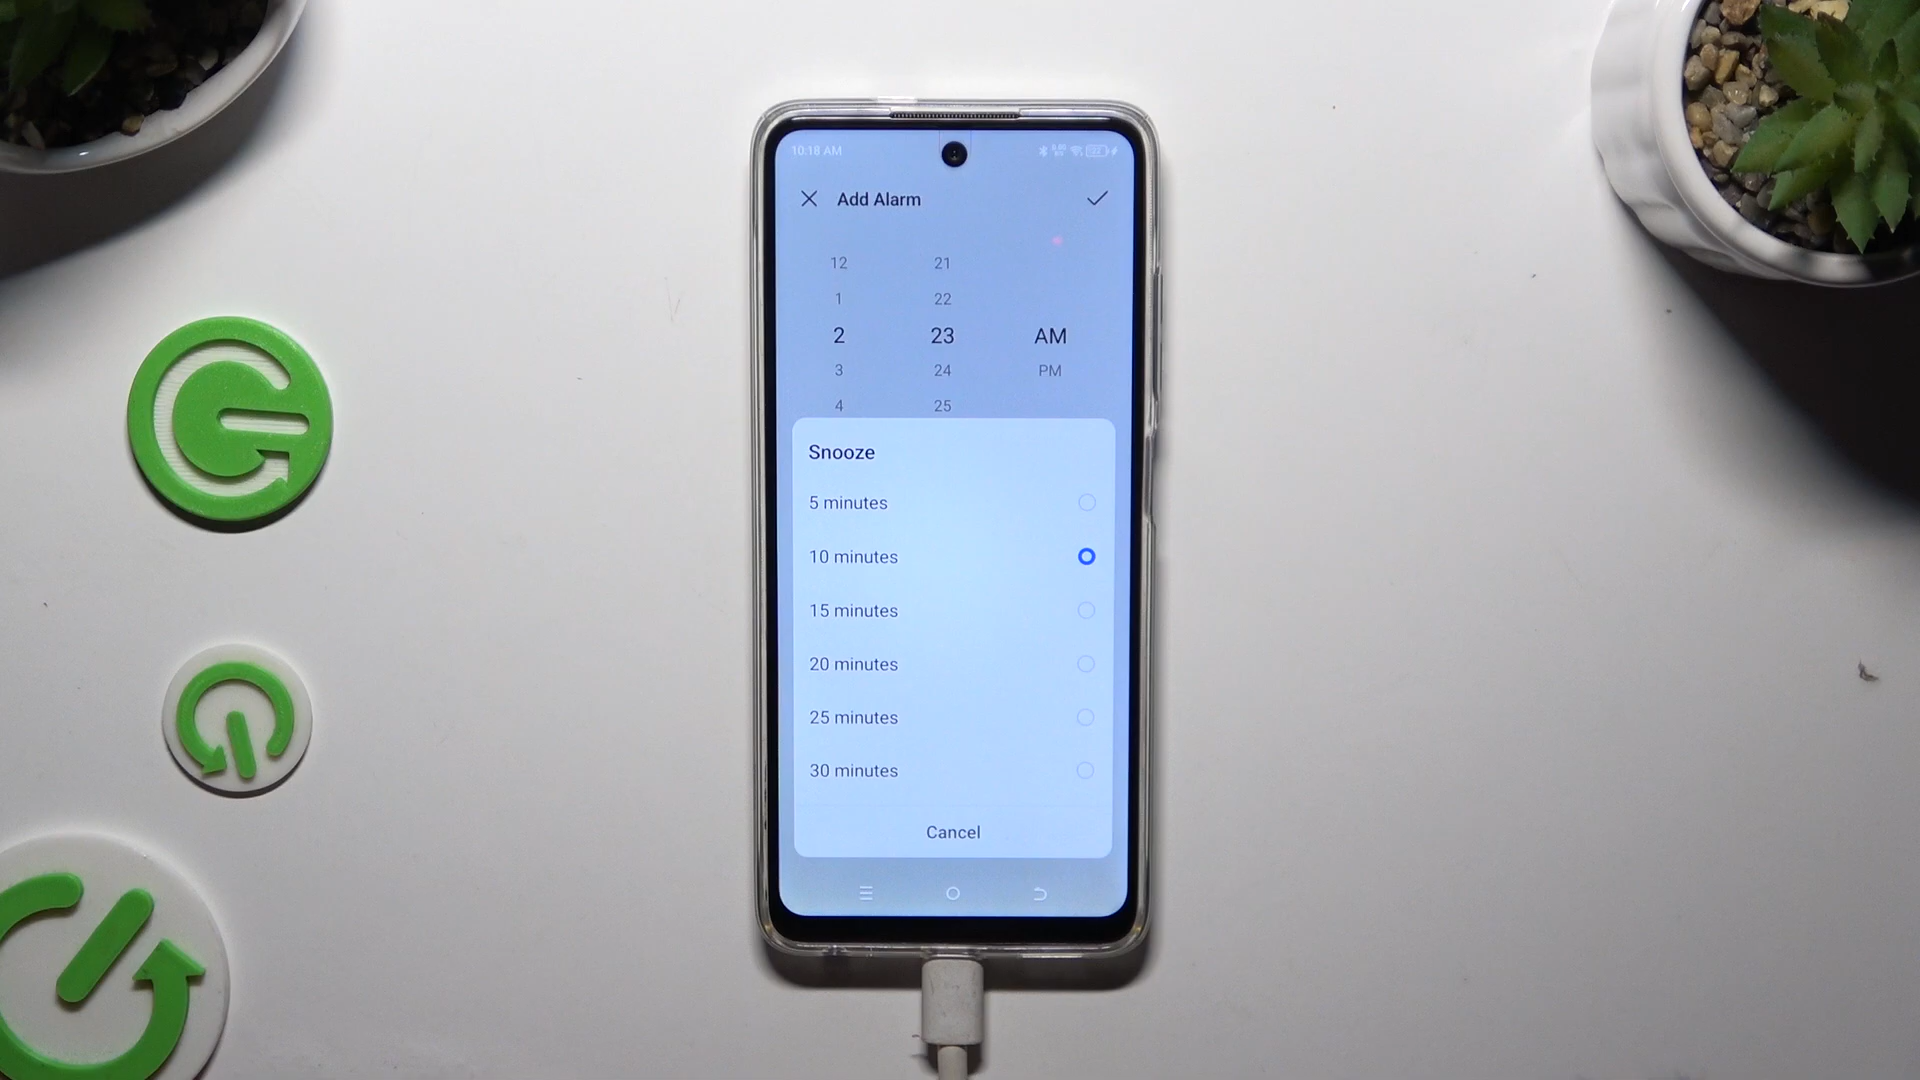 10:18 AM
Add Alarm
12 21
1 22
2 23 AM
3 24 PM
4 25
Snooze
5 minutes
10 minutes
15 minutes
20 minutes
25 minutes
30 minutes
Cancel